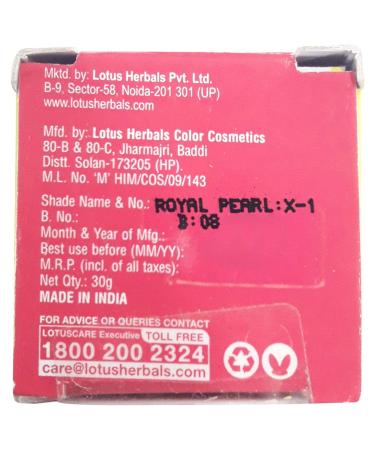 Mktd. by: Lotus Herbals Pvt. Ltd.
B-9, Sector-58, Noida-201 301 (UP)
www.lotusherbals.com
Mfd. by: Lotus Herbals Color Cosmetics
80-B & 80-C, Jharmajri, Baddi
Distt. Solan-173205 (HP).
M.L. No. ‘M’ HIM/COS/09/143
Shade Name & No.: ROYAL PEARL:X-1
B. No.: B:08
Month & Year of Mfg.:
Best use before (MM/YY):
M.R.P. (incl. of all taxes):
Net Qty.: 30g
MADE IN INDIA
FOR ADVICE OR QUERIES CONTACT
LOTUSCARE Executive TOLL FREE
1800 200 2324
care@lotusherbals.com